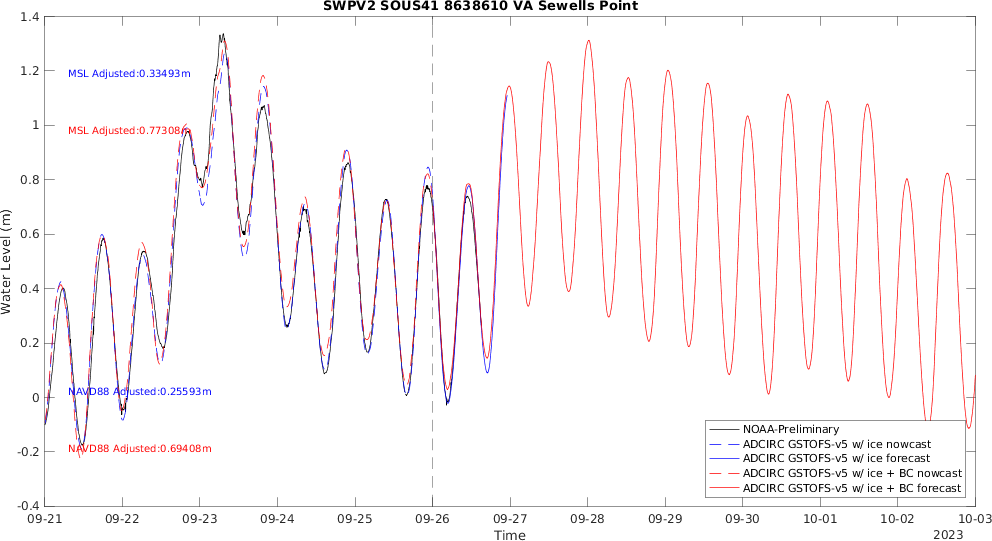 SWPV2 SOUS41 8638610 VA Sewells Point
1.4
1.2
1
0.8
0.6
0.4
0.2
0
-0.2
-0.4
Water Level (m)
MSL Adjusted:0.33493m
MSL Adjusted:0.77308m
NAVD88 Adjusted:0.25593m
NAVD88 Adjusted:0.69408m
NOAA-Preliminary
ADCIRC GSTOFS-v5 w/ ice nowcast
ADCIRC GSTOFS-v5 w/ ice forecast
ADCIRC GSTOFS-v5 w/ ice + BC nowcast
ADCIRC GSTOFS-v5 w/ ice + BC forecast
09-21 09-22 09-23 09-24 09-25 09-26 09-27 09-28 09-29 09-30 10-01 10-02 10-03
Time
2023